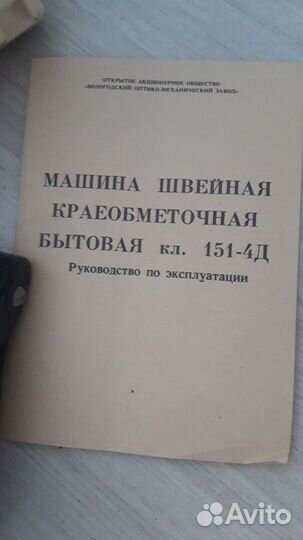 ОТКРЫТОЕ АКЦИОНЕРНОЕ ОБЩЕСТВО
«ВОЛОГОДСКИЙ ОПТИКО-МЕХАНИЧЕСКИЙ ЗАВОД»
МАШИНА ШВЕЙНАЯ
КРАЕОБМЕТОЧНАЯ
БЫТОВАЯ кл. 151-4Д
Руководство по эксплуатации
Avito